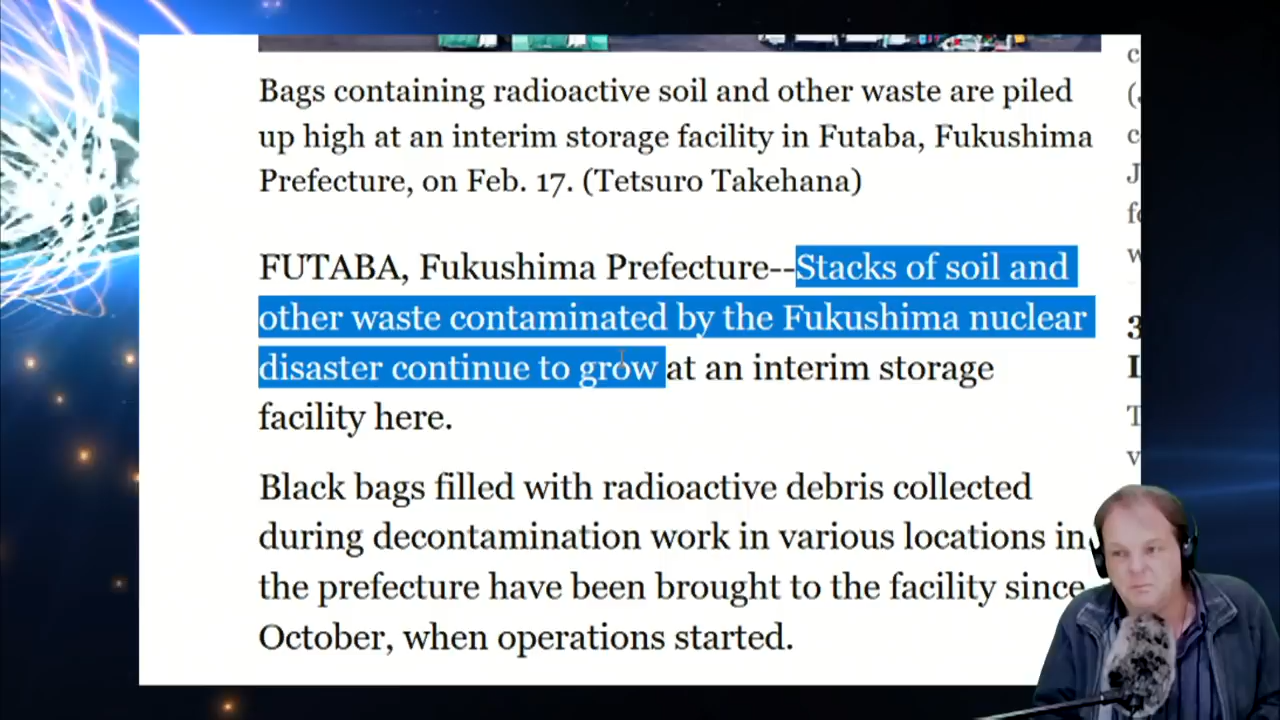 Bags containing radioactive soil and other waste are piled
up high at an interim storage facility in Futaba, Fukushima
Prefecture, on Feb. 17. (Tetsuro Takehana)
FUTABA, Fukushima Prefecture--Stacks of soil and
other waste contaminated by the Fukushima nuclear
disaster continue to grow at an interim storage
facility here.
Black bags filled with radioactive debris collected
during decontamination work in various locations in
the prefecture have been brought to the facility since
October, when operations started.